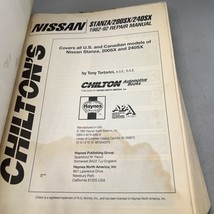 CHILTON'S
NISSAN
STANZA/200SX/240SX
1982-92 REPAIR MANUAL
Covers all U.S. and Canadian models of
Nissan Stanza, 200SX and 240SX
by Tony Tortorici,
CHILTON Automotive
Books
Haynes
Haynes Publishing Group
Sparkford Nr Yeovil
Somerset BA22 7JJ England
Haynes North America, Inc
861 Lawrence Drive
Newbury Park
California 91320 USA